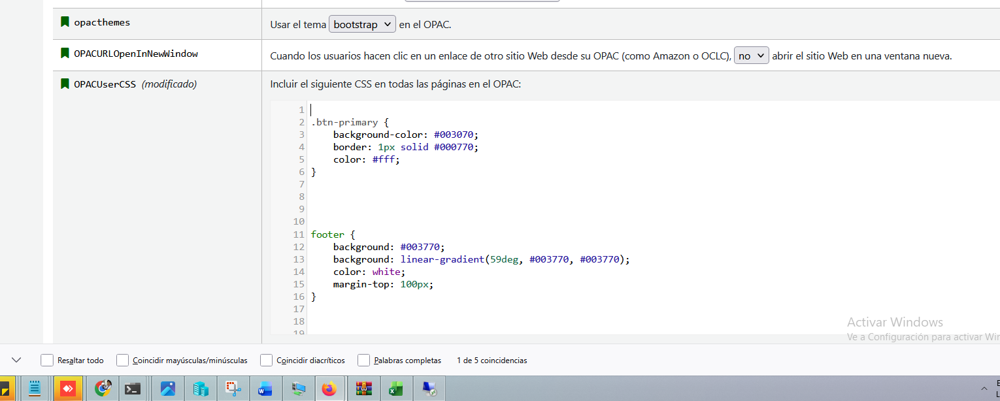 opacthemes
Usar el tema bootstrap en el OPAC.
OPACURLOpenInNewWindow
Cuando los usuarios hacen clic en un enlace de otro sitio Web desde su OPAC (como Amazon o OCLC), no abrir el sitio Web en una ventana nueva.
OPACUserCSS (modificado)
Incluir el siguiente CSS en todas las páginas en el OPAC:
1
2 .btn-primary {
3 background-color: #003070;
4 border: 1px solid #000770;
5 color: #fff;
6 }
7
8
9
10
11 footer {
12 background: #003770;
13 background: linear-gradient(59deg, #003770, #003770);
14 color: white;
15 margin-top: 100px;
16 }
17
18
19
Activar Windows
Ve a Configuración para activar Win
Resaltar todo Coincidir mayúsculas/minúsculas Coincidir diacríticos Palabras completas 1 de 5 coincidencias